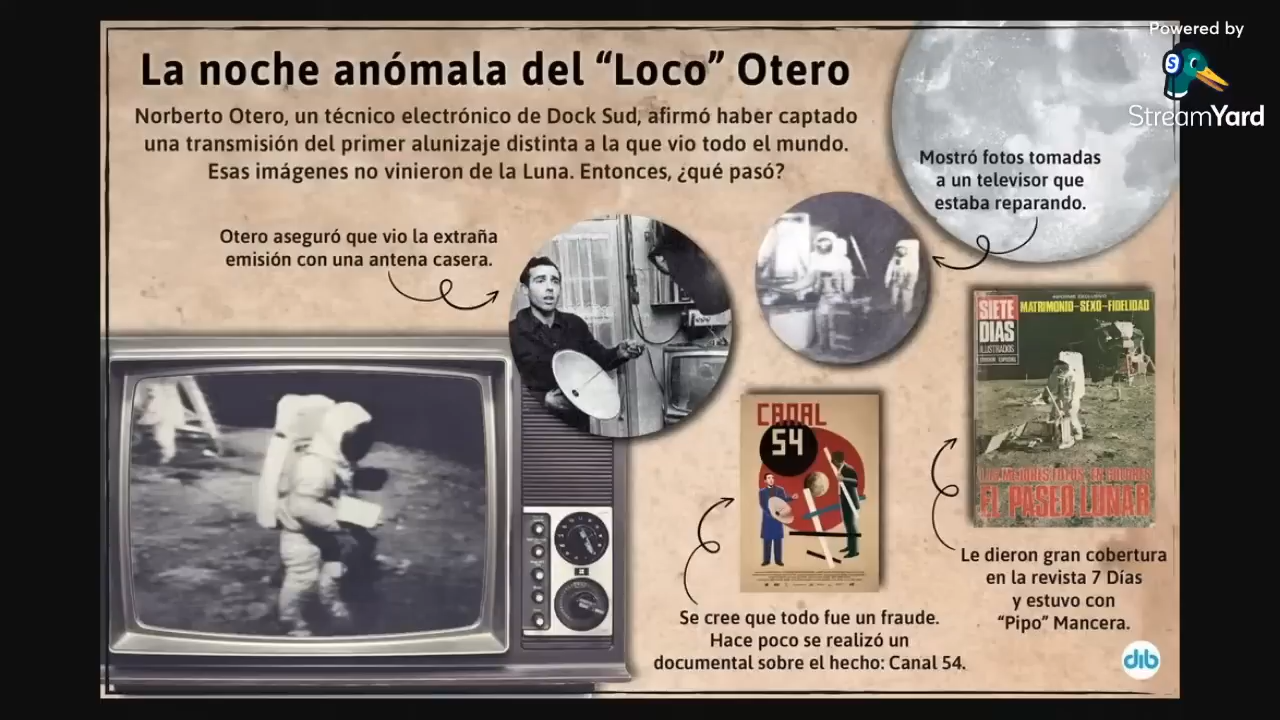 Powered by
StreamYard
La noche anómala del “Loco” Otero
Norberto Otero, un técnico electrónico de Dock Sud, afirmó haber captado
una transmisión del primer alunizaje distinta a la que vio todo el mundo.
Esas imágenes no vinieron de la Luna. Entonces, ¿qué pasó?
Mostró fotos tomadas
a un televisor que
estaba reparando.
Otero aseguró que vio la extraña
emisión con una antena casera.
SIETE
DIAS
ILUSTRADOS
MATRIMONIO-SEXO-FIDELIDAD
EL PASEO LUNAR
CANAL
54
Le dieron gran cobertura
en la revista 7 Días
y estuvo con
“Pipo” Mancera.
Se cree que todo fue un fraude.
Hace poco se realizó un
documental sobre el hecho: Canal 54.
dib